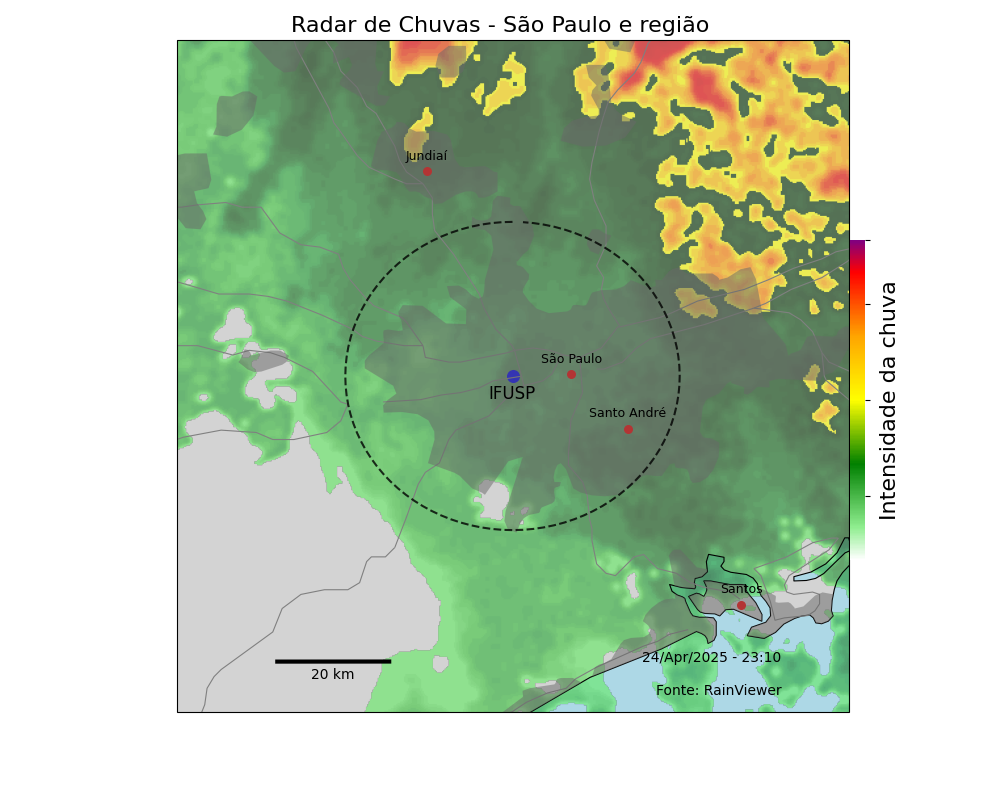 Radar de Chuvas - São Paulo e região
Jundiaí
São Paulo
IFUSP
Santo André
Intensidade da chuva
Santos
24/Apr/2025 - 23:10
20 km
Fonte: RainViewer